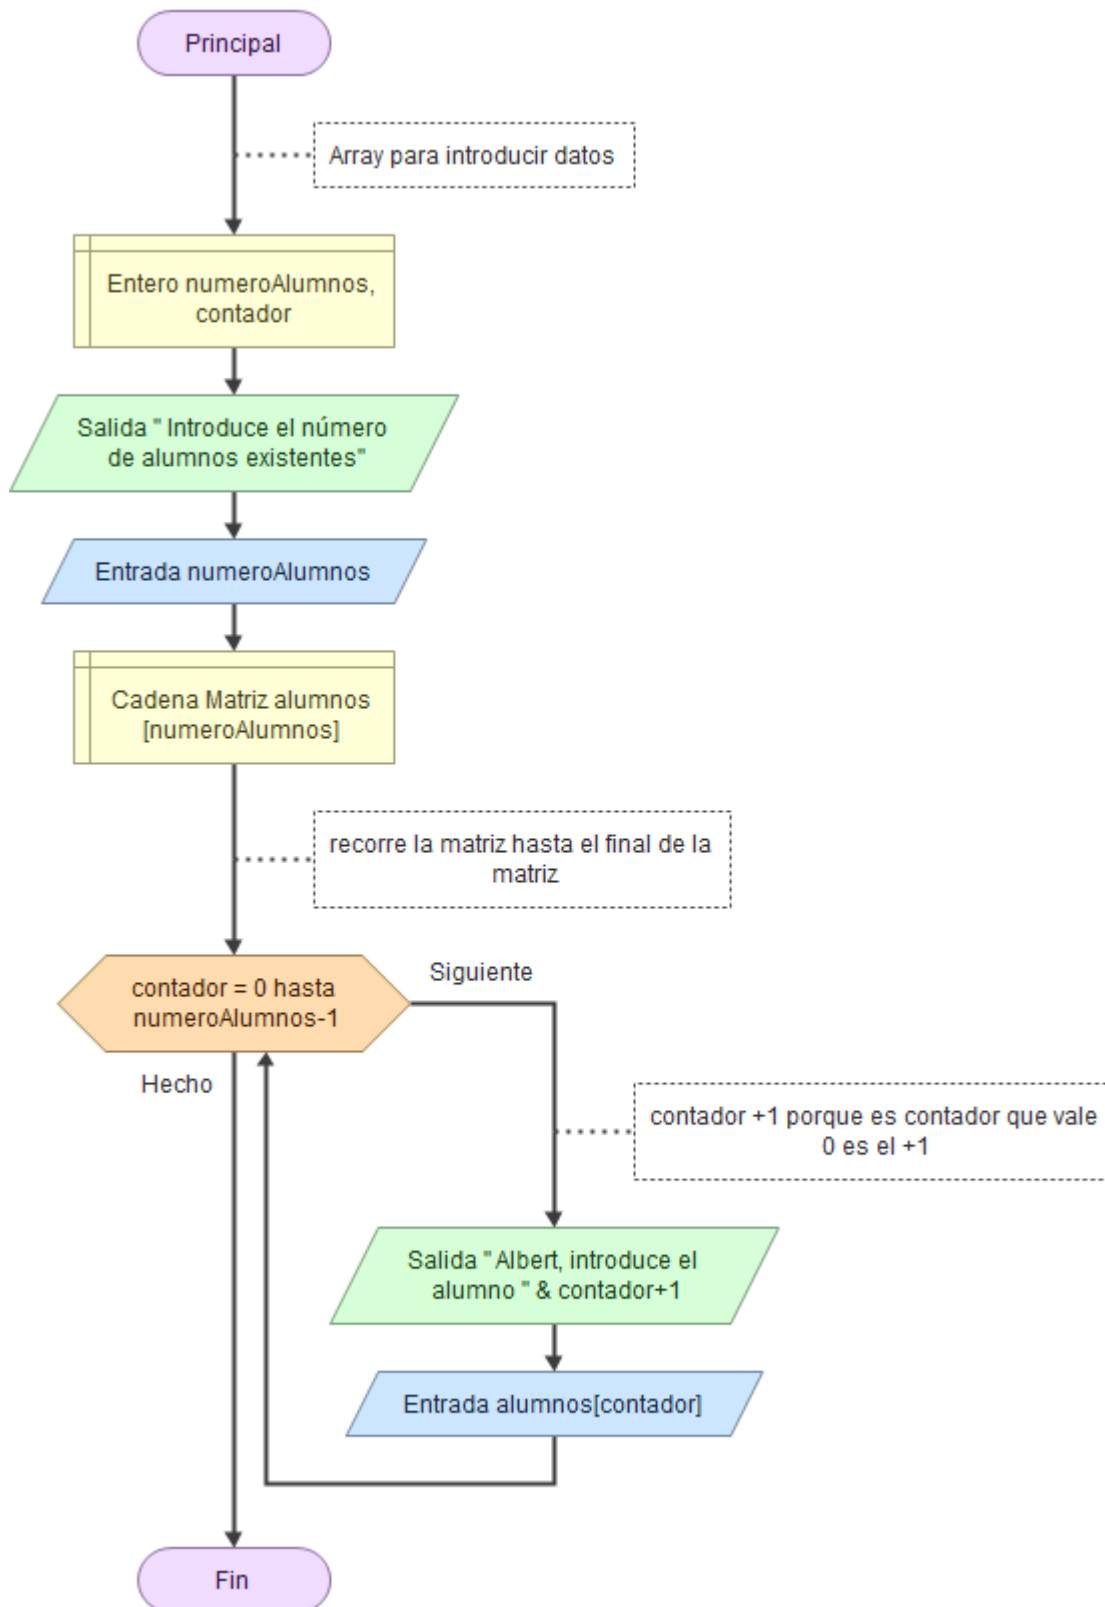 Principal
Array para introducir datos
Entero numeroAlumnos,
contador
Salida " Introduce el número
de alumnos existentes"
Entrada numeroAlumnos
Cadena Matriz alumnos
[numeroAlumnos]
recorre la matriz hasta el final de la
matriz
contador = 0 hasta
numeroAlumnos-1
Siguiente
Hecho
contador +1 porque es contador que vale
0 es el +1
Salida " Albert, introduce el
alumno " & contador+1
Entrada alumnos[contador]
Fin